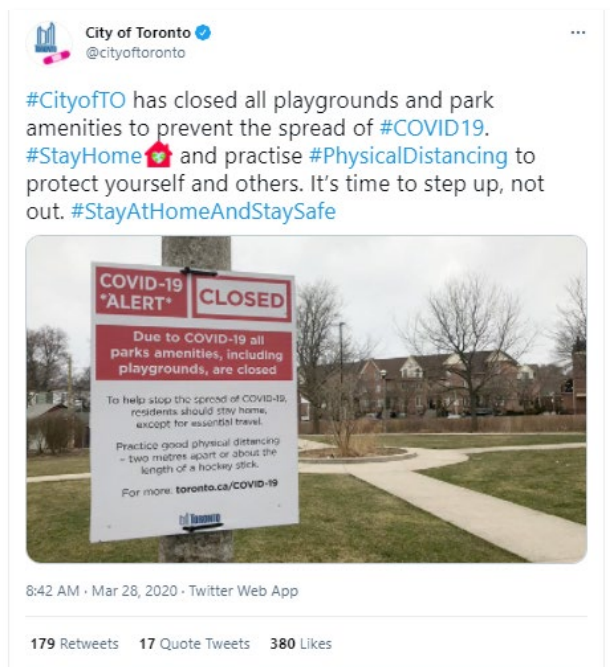 City of Toronto
@cityoftoronto
#CityofTO has closed all playgrounds and park
amenities to prevent the spread of #COVID19.
#StayHome and practise #PhysicalDistancing to
protect yourself and others. It's time to step up, not
out. #StayAtHomeAndStaySafe
COVID-19
*ALERT*
CLOSED
Due to COVID-19 all
parks amenities, including
playgrounds, are closed
To help stop the spread of COVID-19,
residents should stay home,
except for essential travel.
Practice good physical distancing
- two metres apart or about the
length of a hockey stick.
For more: toronto.ca/COVID-19
TORONTO
8:42 AM · Mar 28, 2020 · Twitter Web App
179 Retweets 17 Quote Tweets 380 Likes